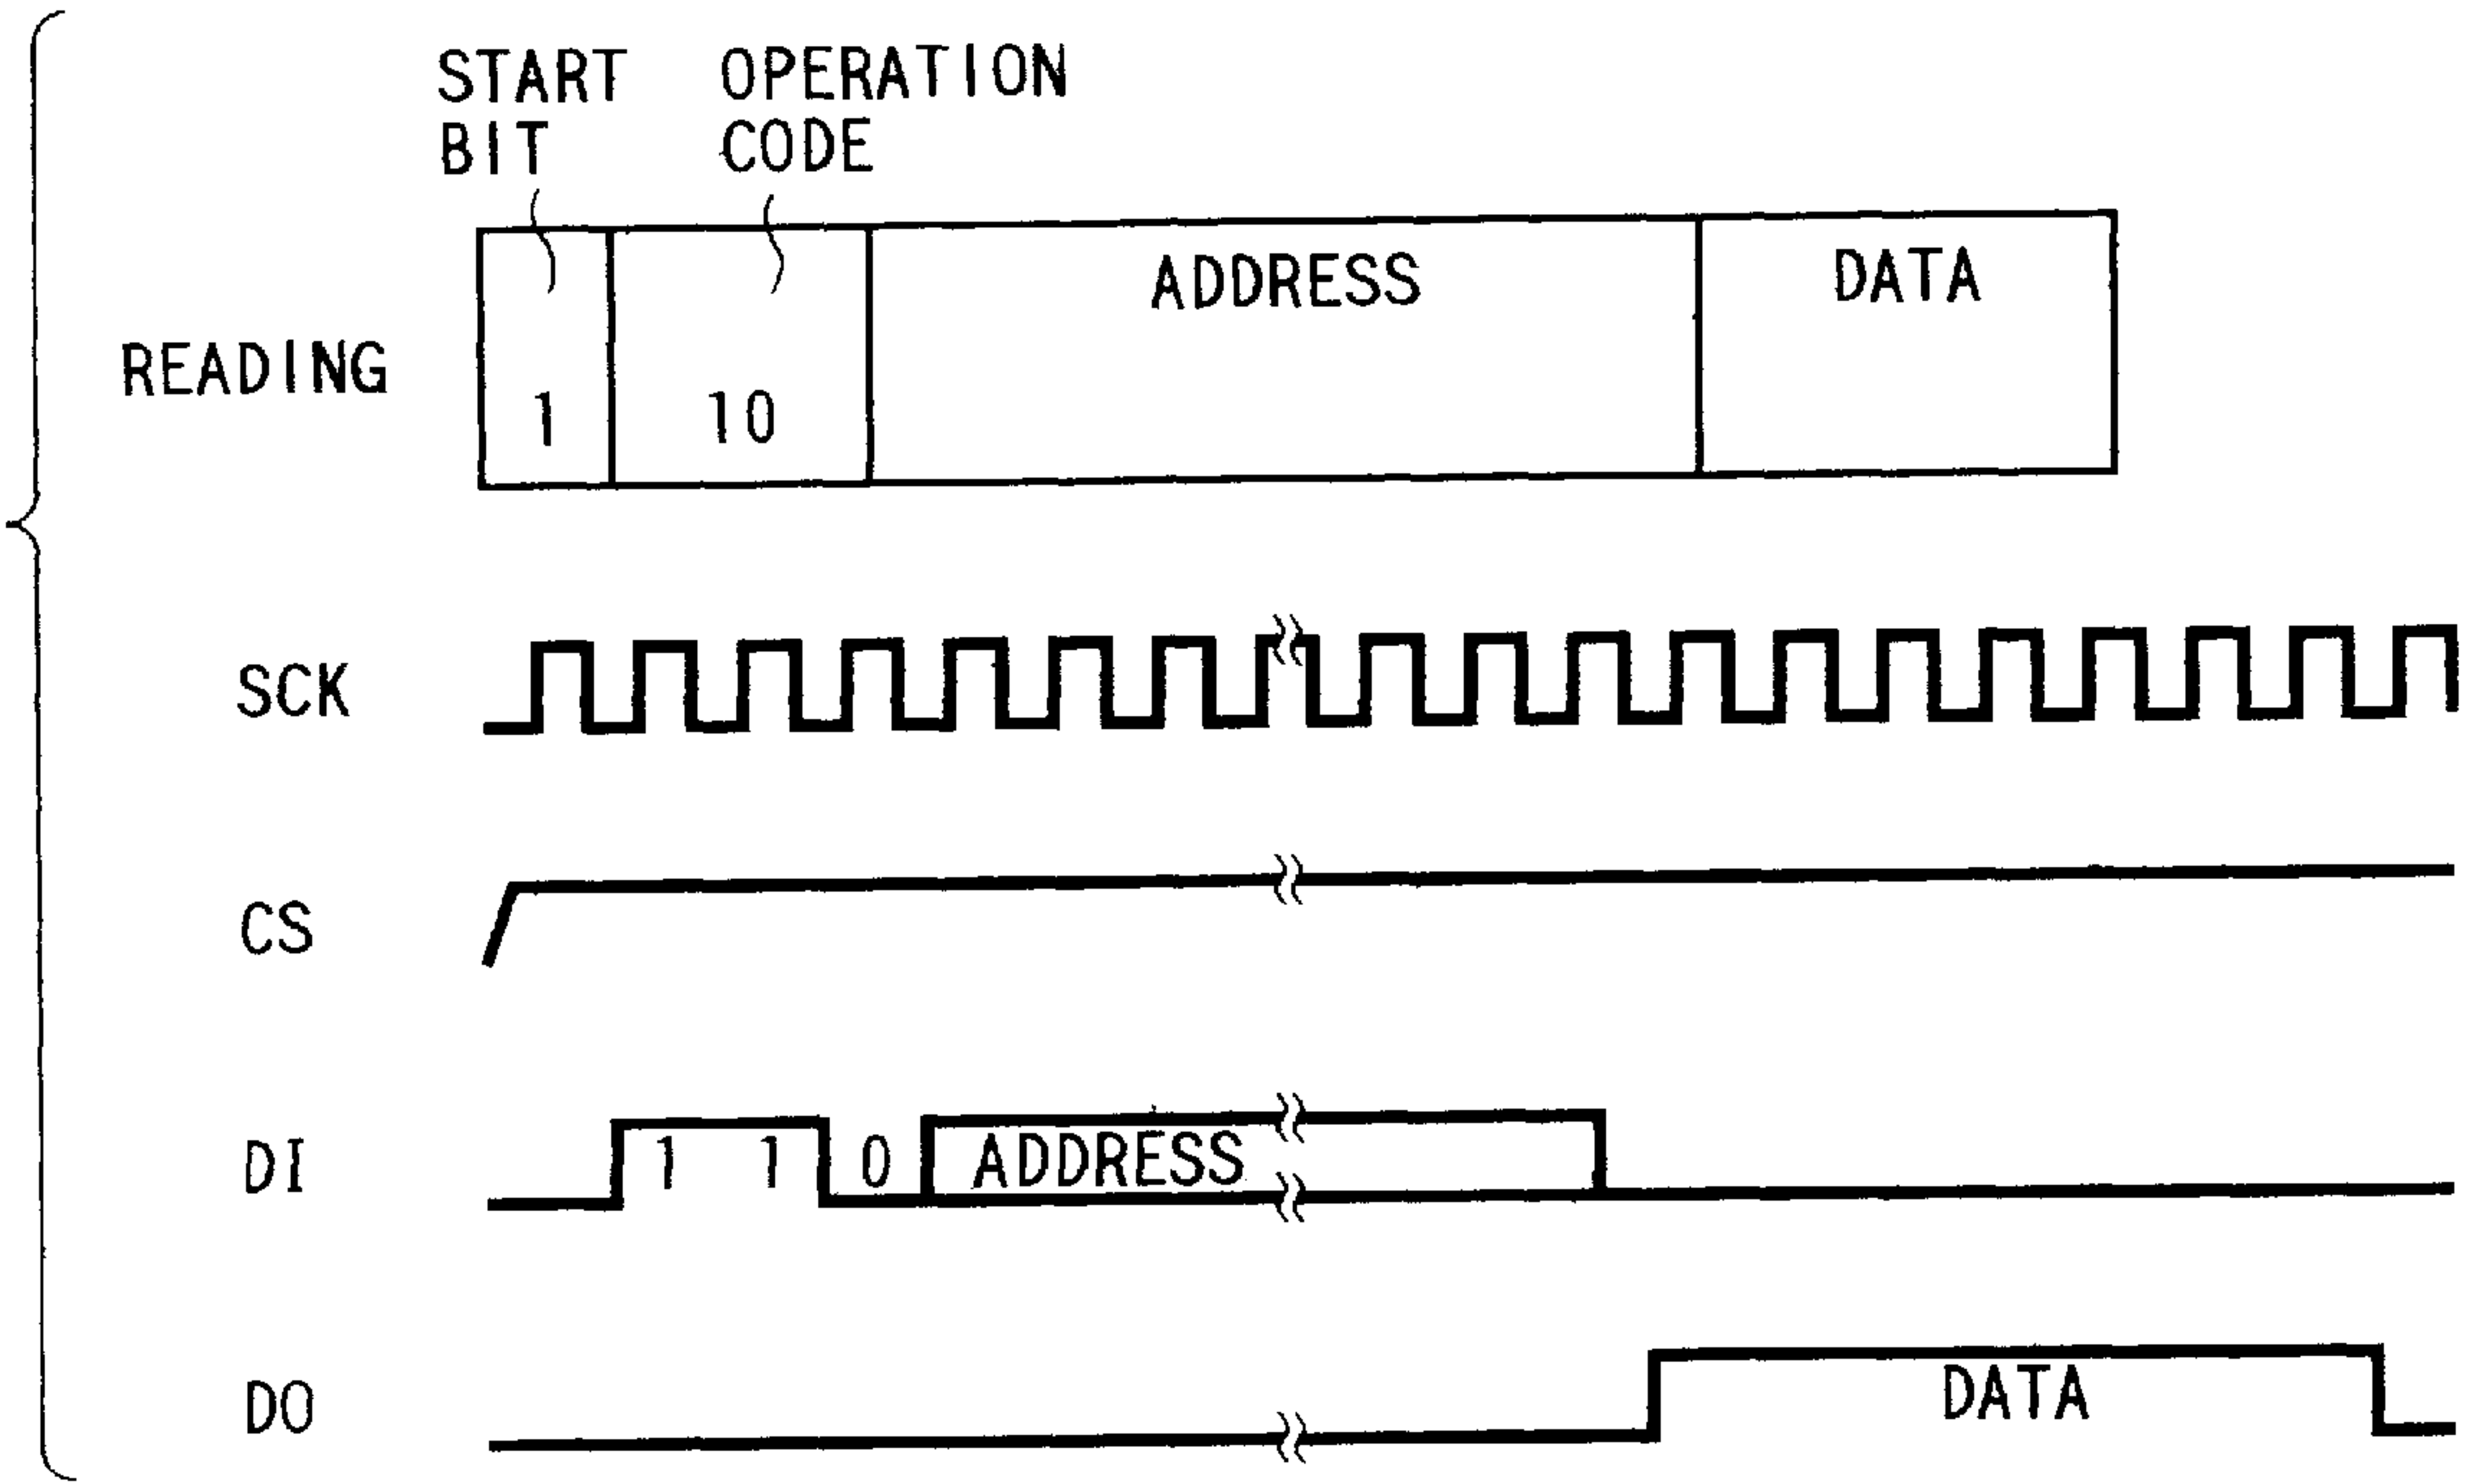 START OPERATION
BIT CODE
ADDRESS DATA
READING
1 10
SCK
CS
DI 1 1 0 ADDRESS
DO DATA